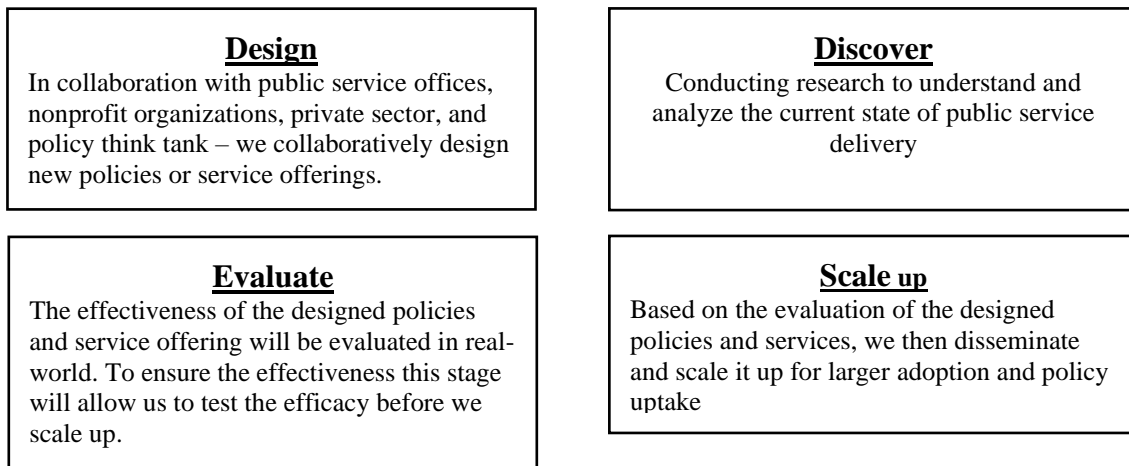 Design
In collaboration with public service offices,
nonprofit organizations, private sector, and
policy think tank – we collaboratively design
new policies or service offerings.
Discover
Conducting research to understand and
analyze the current state of public service
delivery
Evaluate
The effectiveness of the designed policies
and service offering will be evaluated in real-
world. To ensure the effectiveness this stage
will allow us to test the efficacy before we
scale up.
Scale up
Based on the evaluation of the designed
policies and services, we then disseminate
and scale it up for larger adoption and policy
uptake